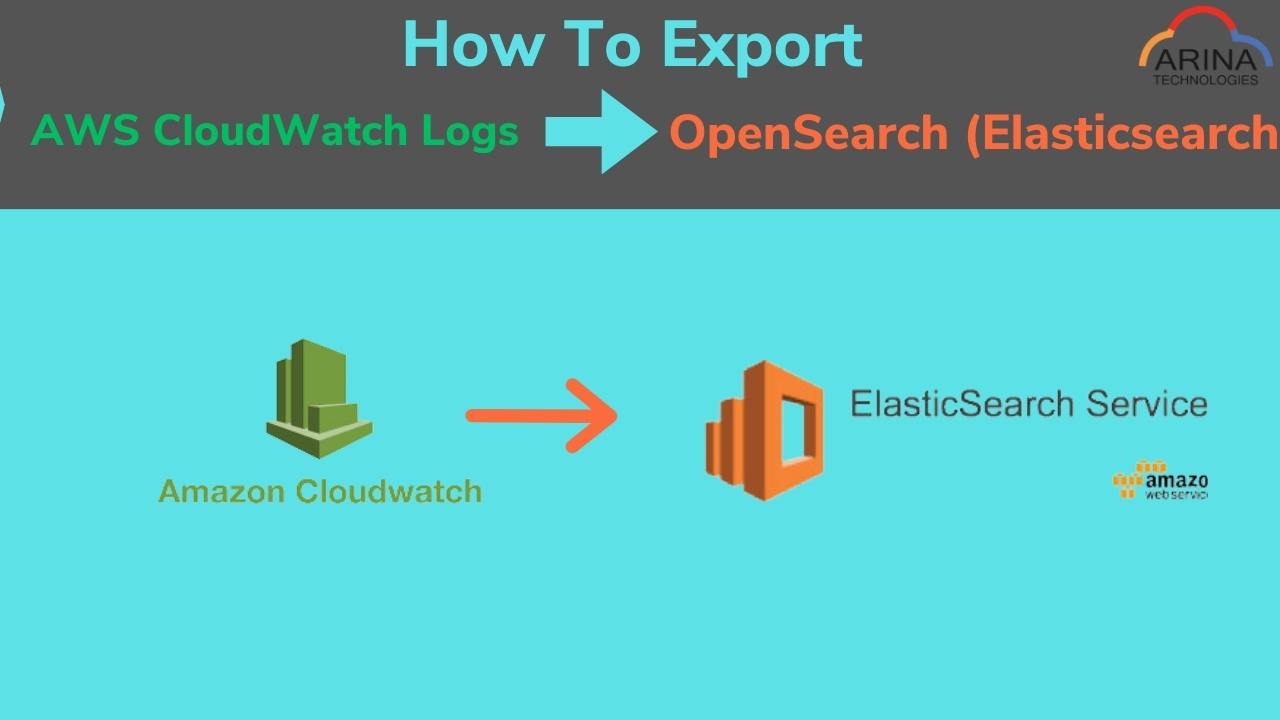 How To Export
ARINA
TECHNOLOGIES
AWS CloudWatch Logs
OpenSearch (Elasticsearch
ElasticSearch Service
Amazon Cloudwatch
amazo
web servic